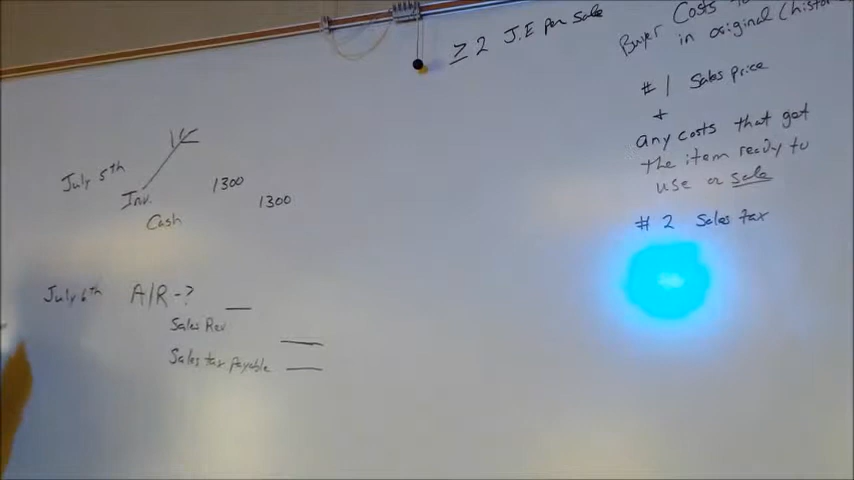 ≥ 2 J.E per sale
Buyer Costs
in original (histor
#1 Sales price
+
any costs that get
the item ready to
use or sale
#2 Sales tax
July 5th Inv. 1300
Cash 1300
July 6th A/R - ?
Sales Rev
Sales tax payable